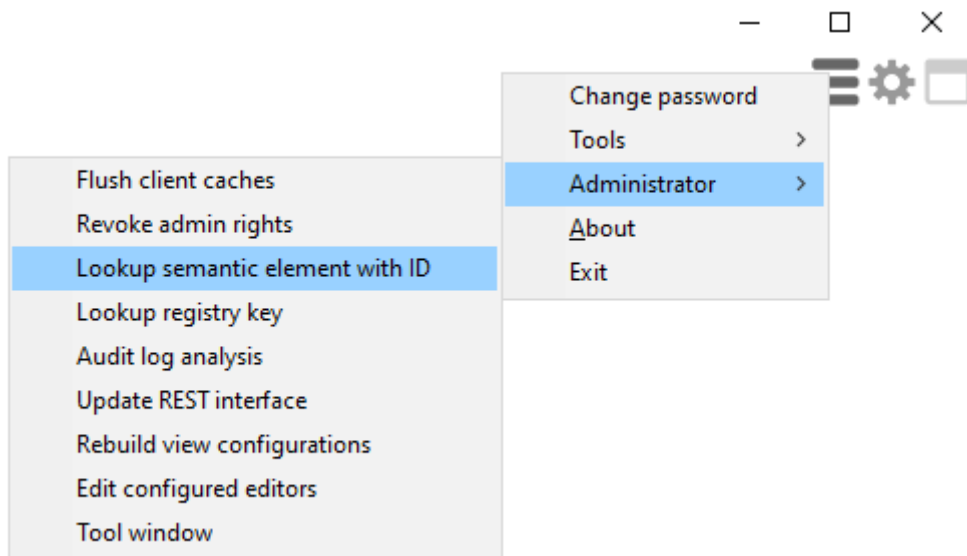 Change password
Tools
Administrator
About
Exit
Flush client caches
Revoke admin rights
Lookup semantic element with ID
Lookup registry key
Audit log analysis
Update REST interface
Rebuild view configurations
Edit configured editors
Tool window